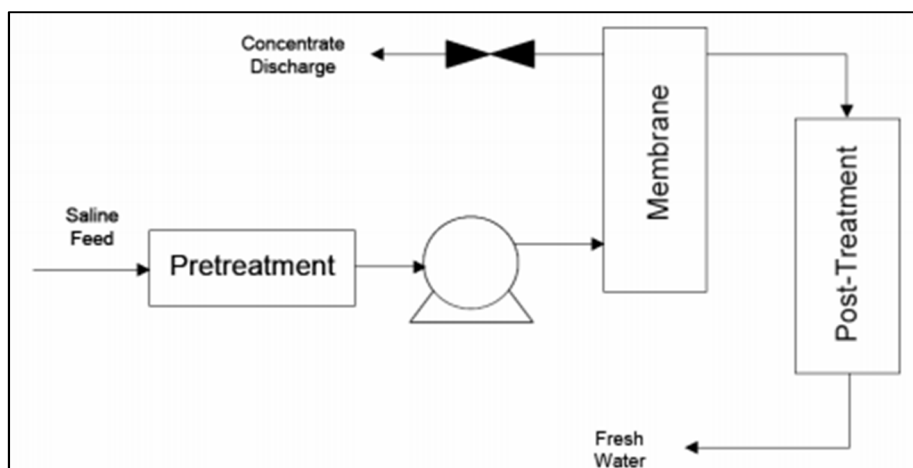 Concentrate
Discharge
Membrane
Saline
Feed
Pretreatment
Post-Treatment
Fresh
Water